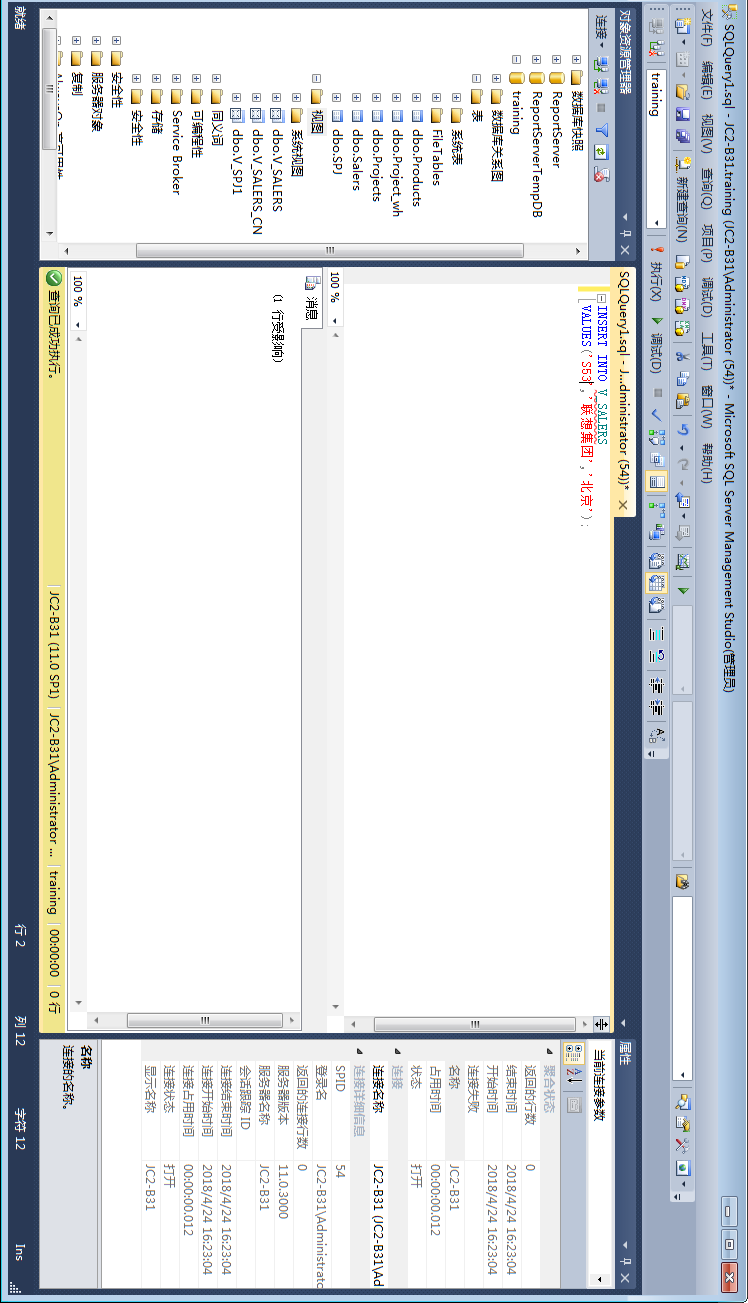 SQLQuery1.sql - JC2-B31.training (JC2-B31\Administrator (54))* - Microsoft SQL Server Management Studio(管理员)
文件(F) 编辑(E) 视图(V) 查询(Q) 项目(P) 调试(D) 工具(T) 窗口(W) 帮助(H)
新建查询(N)
training
执行(X)
调试(D)
对象资源管理器
连接
数据库快照
ReportServer
ReportServerTempDB
training
数据库关系图
表
系统表
FileTables
dbo.Products
dbo.Project_wh
dbo.Projects
dbo.Salers
dbo.SPJ
视图
系统视图
dbo.V_SALERS
dbo.V_SALERS_CN
dbo.V_SPJ1
同义词
可编程性
Service Broker
存储
安全性
安全性
服务器对象
复制
SQLQuery1.sql - J...dministrator (54))*
INSERT INTO V_SALERS
VALUES('S53','联想集团','北京');
100 %
消息
(1 行受影响)
100 %
查询已成功执行。
JC2-B31 (11.0 SP1)
JC2-B31\Administrator ...
training
00:00:00
0 行
属性
当前连接参数
聚合状态
返回的行数 0
结束时间 2018/4/24 16:23:04
开始时间 2018/4/24 16:23:04
连接失败
名称 JC2-B31
占用时间 00:00:00.012
状态 打开
连接
连接名称 JC2-B31 (JC2-B31\Ad
连接详细信息
SPID 54
登录名 JC2-B31\Administratc
返回的连接行数 0
服务器版本 11.0.3000
服务器名称 JC2-B31
会话跟踪 ID
连接结束时间 2018/4/24 16:23:04
连接开始时间 2018/4/24 16:23:04
连接占用时间 00:00:00.012
连接状态 打开
显示名称 JC2-B31
名称
连接的名称。
就绪
行 2
列 12
字符 12
Ins